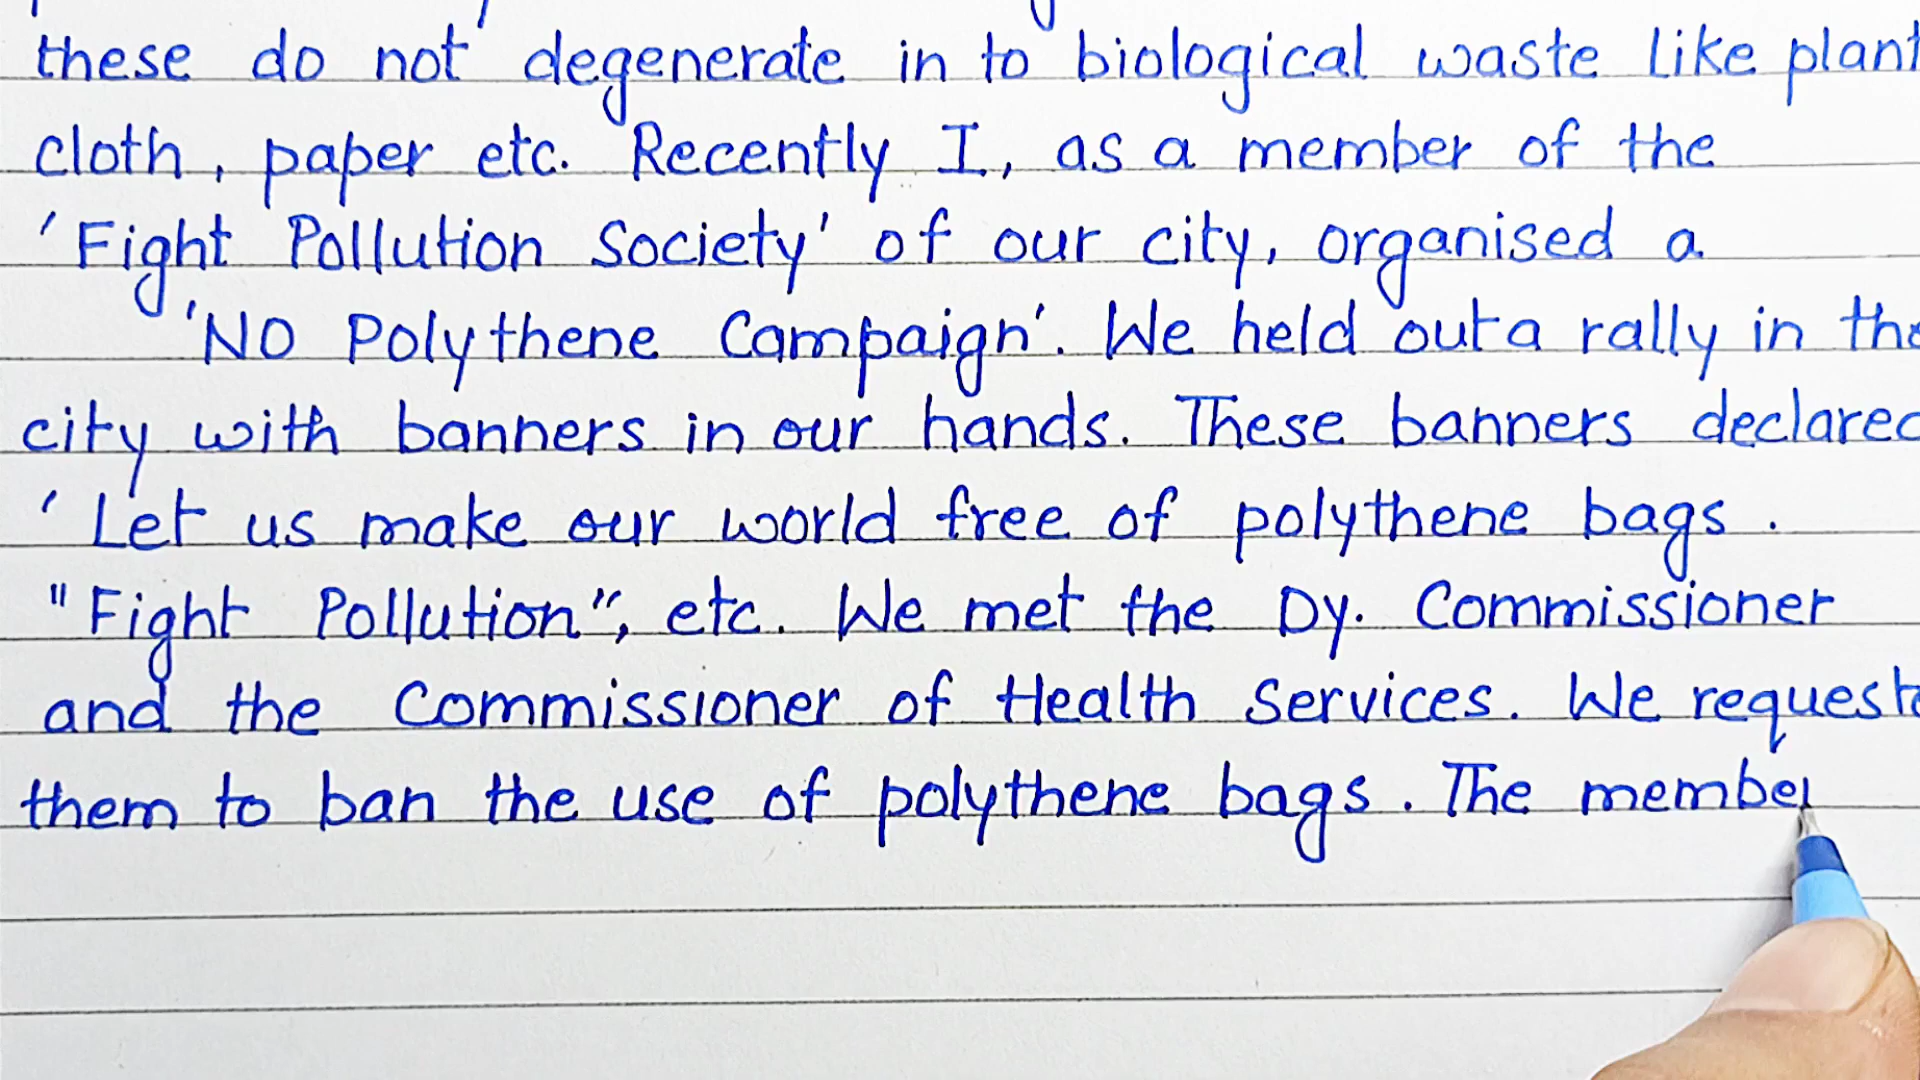 these do not degenerate in to biological waste like plant
cloth, paper etc. Recently I, as a member of the
'Fight Pollution Society' of our city, organised a
'NO Polythene Campaign'. We held out a rally in the
city with banners in our hands. These banners declared
'Let us make our world free of polythene bags.
"Fight Pollution", etc. We met the Dy. Commissioner
and the Commissioner of Health Services. We requeste
them to ban the use of polythene bags. The member